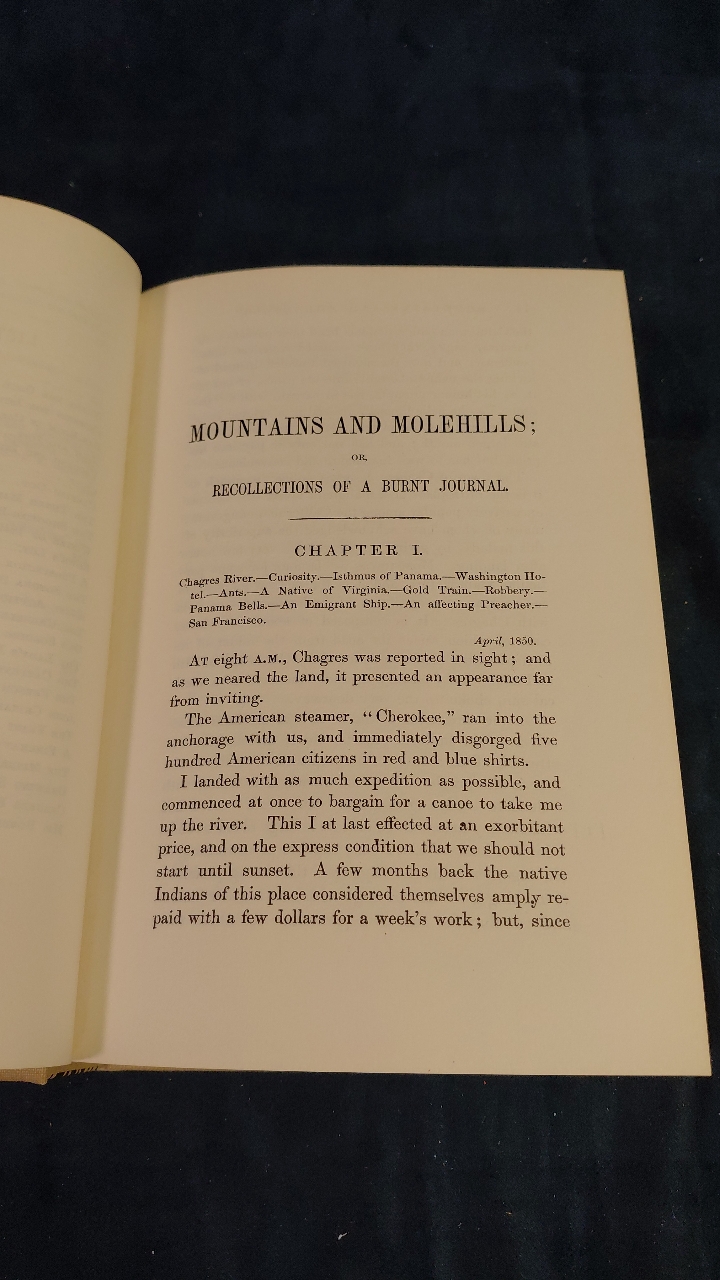 MOUNTAINS AND MOLEHILLS;
OR,
RECOLLECTIONS OF A BURNT JOURNAL.
CHAPTER I.
Chagres River.—Curiosity.—Isthmus of Panama.—Washington Ho-
tel.—Ants.—A Native of Virginia.—Gold Train.—Robbery.—
Panama Bells.—An Emigrant Ship.—An affecting Preacher.—
San Francisco.
April, 1850.
AT eight A.M., Chagres was reported in sight; and
as we neared the land, it presented an appearance far
from inviting.
The American steamer, "Cherokee," ran into the
anchorage with us, and immediately disgorged five
hundred American citizens in red and blue shirts.
I landed with as much expedition as possible, and
commenced at once to bargain for a canoe to take me
up the river. This I at last effected at an exorbitant
price, and on the express condition that we should not
start until sunset. A few months back the native
Indians of this place considered themselves amply re-
paid with a few dollars for a week's work; but, since